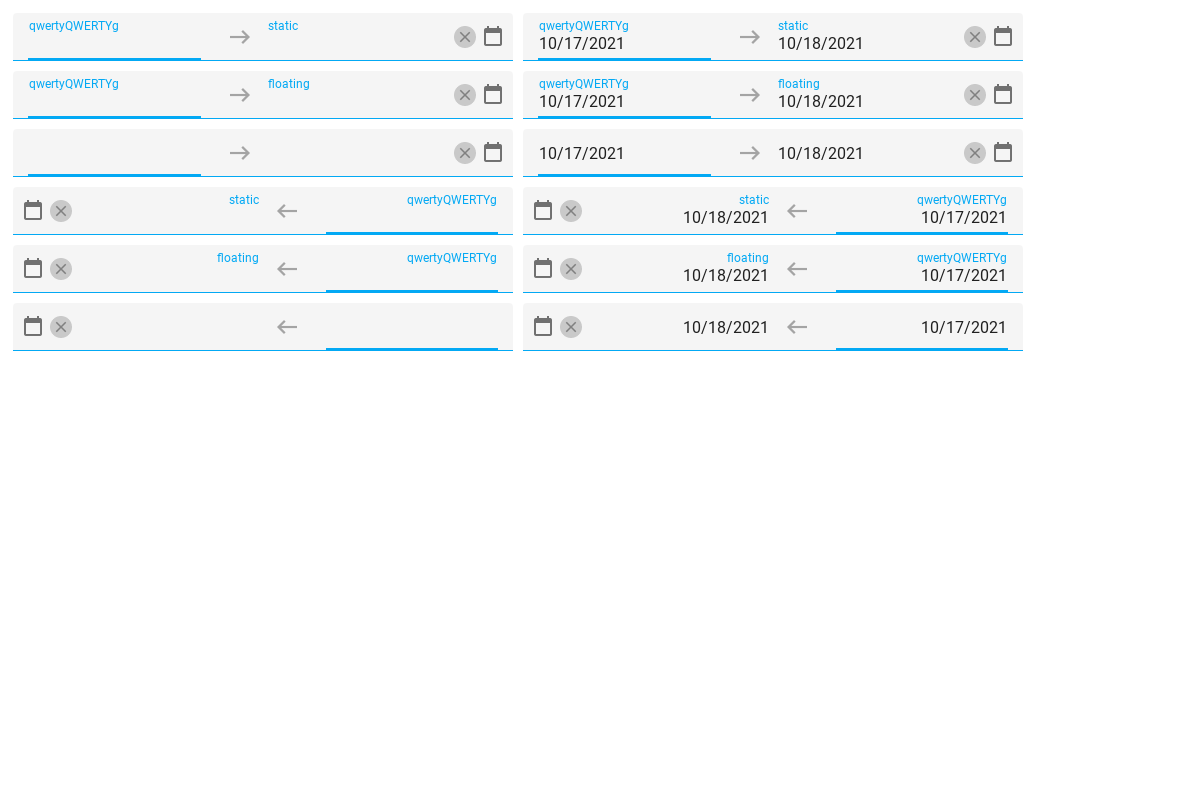 qwertyQWERTYg static qwertyQWERTYg static
10/17/2021 10/18/2021
qwertyQWERTYg floating qwertyQWERTYg floating
10/17/2021 10/18/2021
10/17/2021 10/18/2021
static qwertyQWERTYg static qwertyQWERTYg
10/18/2021 10/17/2021
floating qwertyQWERTYg floating qwertyQWERTYg
10/18/2021 10/17/2021
10/18/2021 10/17/2021